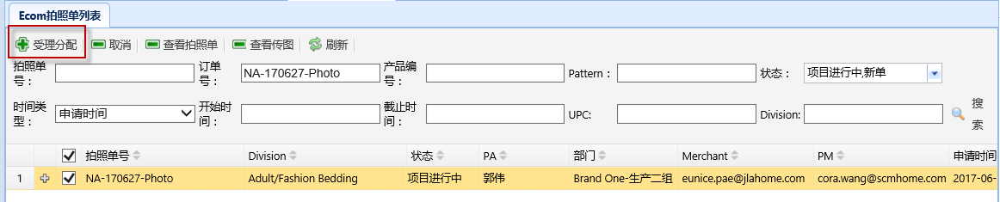 Ecom拍照单列表
受理分配 取消 查看拍照单 查看传图 刷新
拍照单号： 订单号： NA-170627-Photo 产品编号： Pattern： 状态： 项目进行中,新单
时间类型： 申请时间 开始时间： 截止时间： UPC: Division: 搜索
拍照单号 Division 状态 PA 部门 Merchant PM 申请时间
1 NA-170627-Photo Adult/Fashion Bedding 项目进行中 郭伟 Brand One-生产二组 eunice.pae@jlahome.com cora.wang@scmhome.com 2017-06-